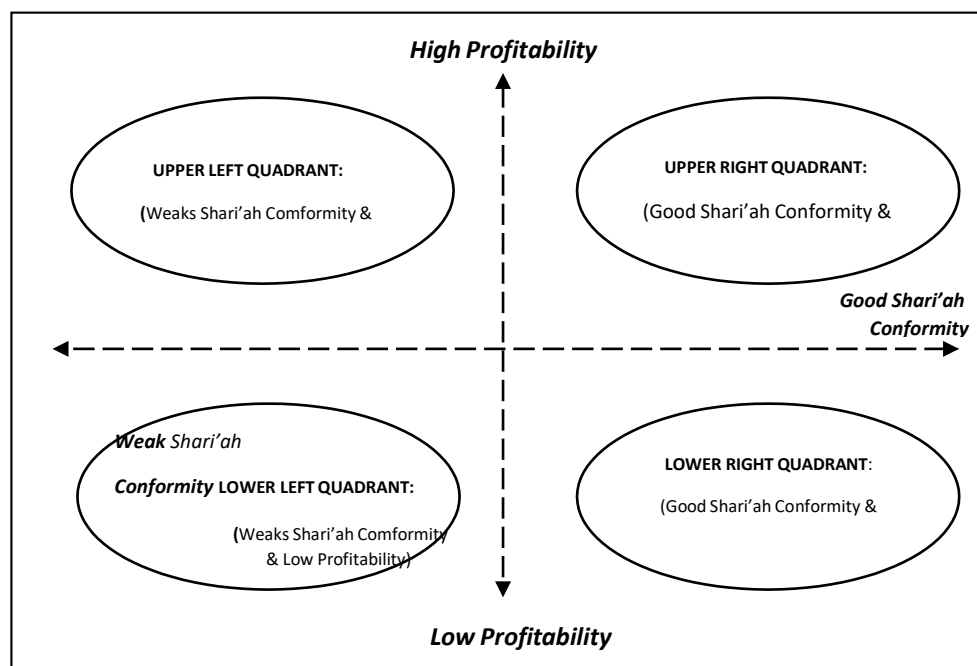 High Profitability
UPPER LEFT QUADRANT:
(Weaks Shari’ah Comformity &
UPPER RIGHT QUADRANT:
(Good Shari’ah Conformity &
Good Shari’ah
Conformity
Weak Shari’ah
Conformity LOWER LEFT QUADRANT:
(Weaks Shari’ah Comformity
& Low Profitability)
LOWER RIGHT QUADRANT:
(Good Shari’ah Conformity &
Low Profitability